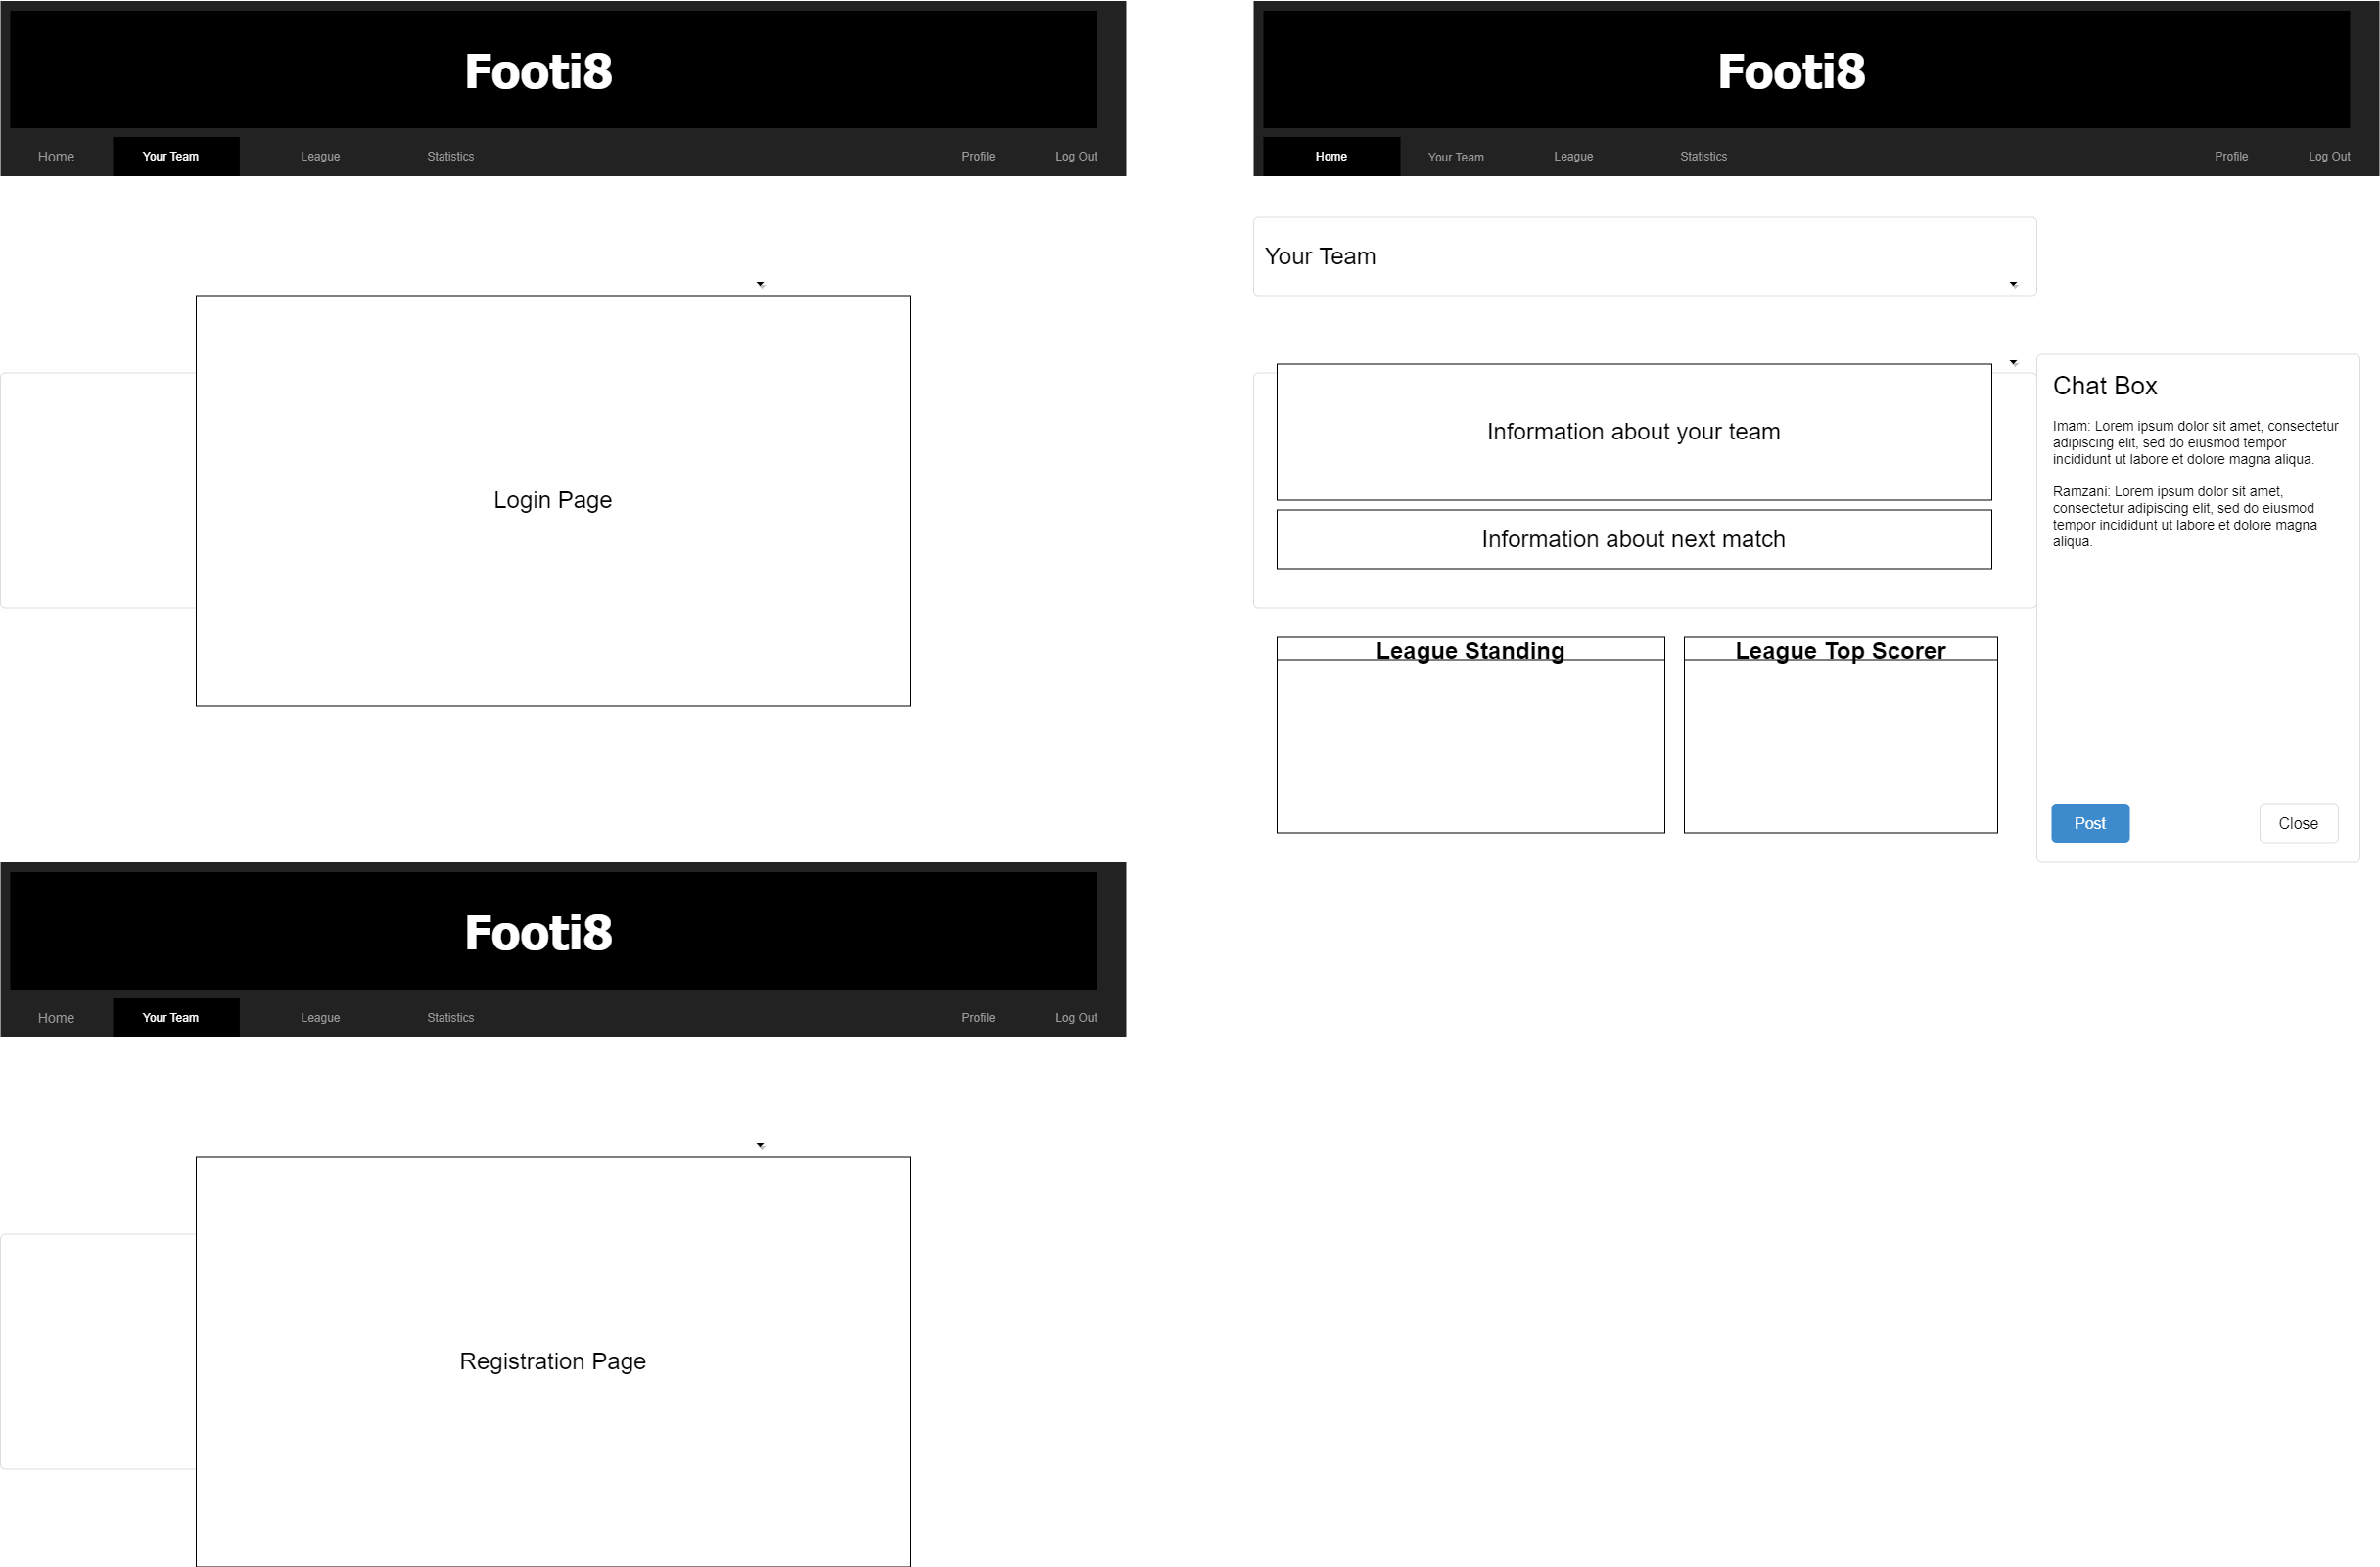 Footi8
Home
Your Team
League
Statistics
Profile
Log Out
Login Page
Footi8
Home
Your Team
League
Statistics
Profile
Log Out
Your Team
Information about your team
Information about next match
League Standing
League Top Scorer
Chat Box
Imam: Lorem ipsum dolor sit amet, consectetur
adipiscing elit, sed do eiusmod tempor
incididunt ut labore et dolore magna aliqua.
Ramzani: Lorem ipsum dolor sit amet,
consectetur adipiscing elit, sed do eiusmod
tempor incididunt ut labore et dolore magna
aliqua.
Post
Close
Footi8
Home
Your Team
League
Statistics
Profile
Log Out
Registration Page